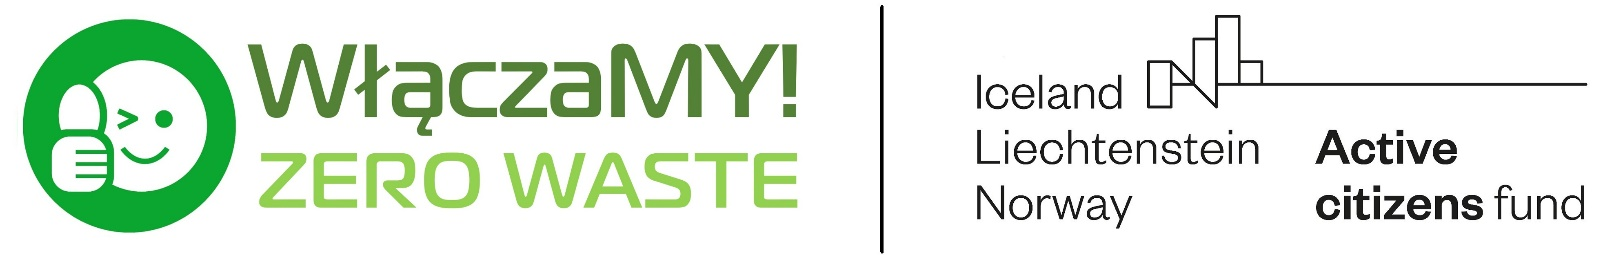 WłączaMY!
ZERO WASTE
Iceland
Liechtenstein
Norway
Active
citizens fund